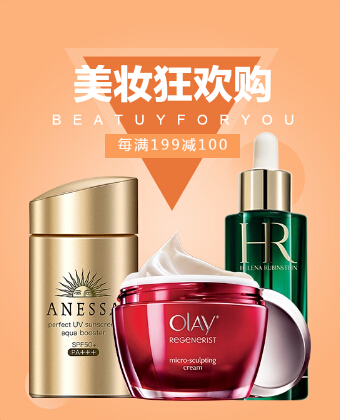 美妆狂欢购
BEATUYFORYOU
每满199减100
HR
HELENA RUBINSTEIN
ANESSA
perfect UV sunscreen
aqua booster
SPF50+
PA+++
OLAY
REGENERIST
micro-sculpting
cream